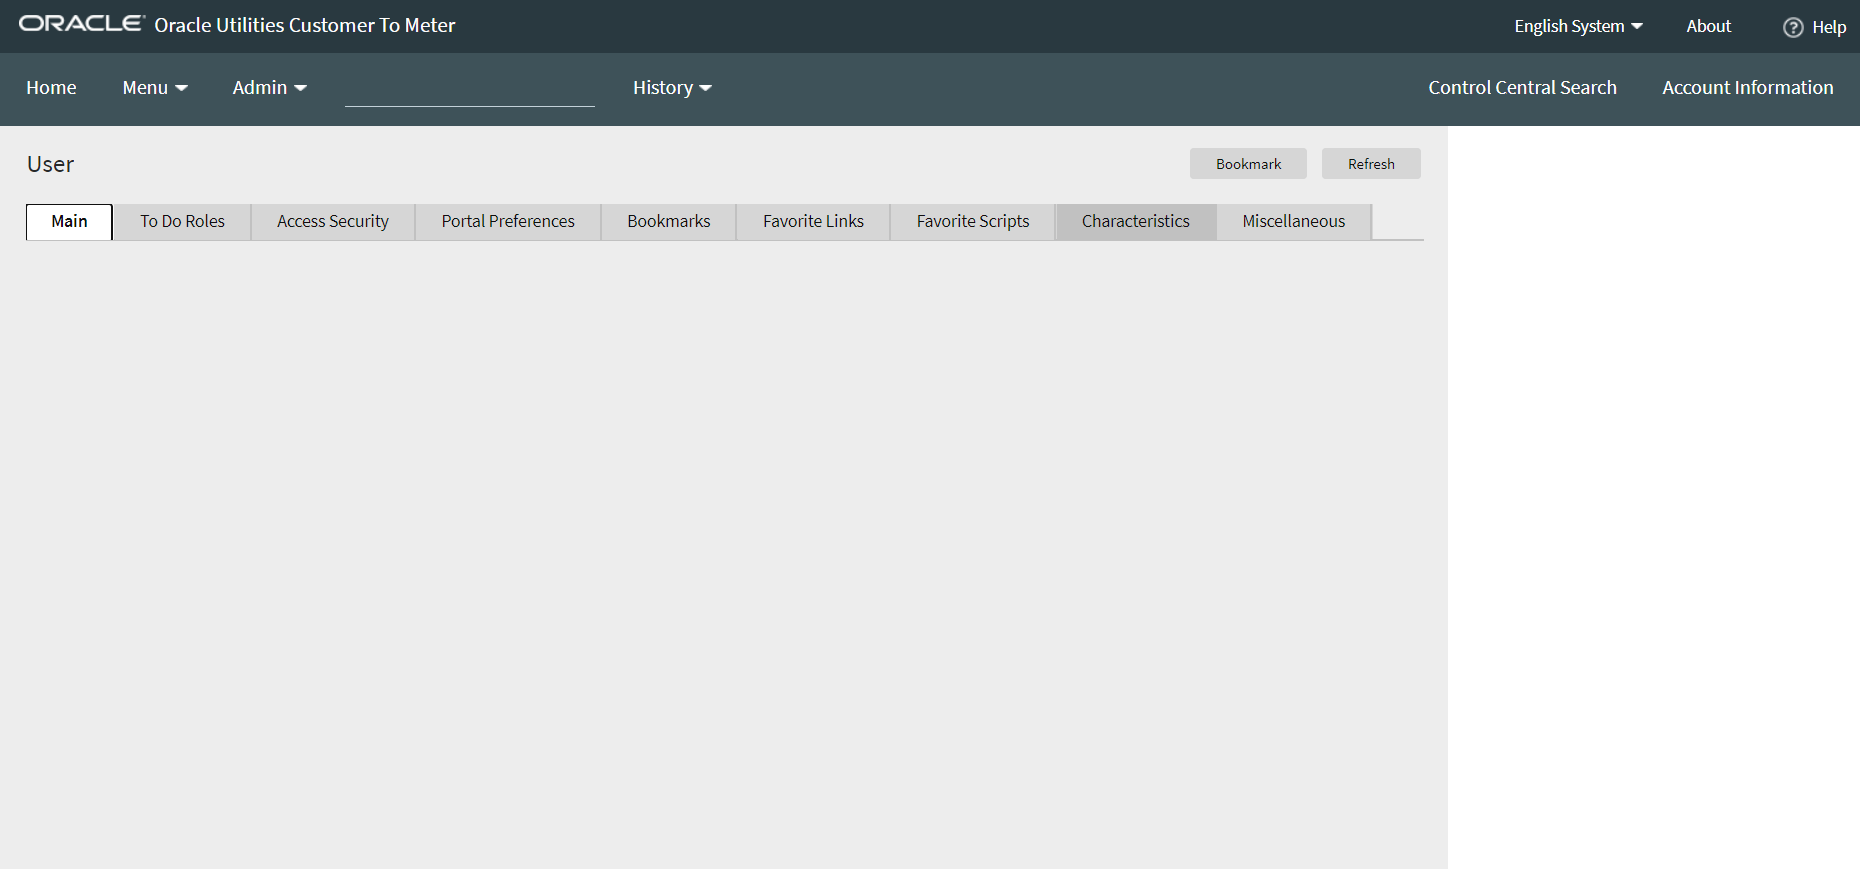 ORACLE Oracle Utilities Customer To Meter English System About Help
Home Menu Admin History Control Central Search Account Information
User Bookmark Refresh
Main To Do Roles Access Security Portal Preferences Bookmarks Favorite Links Favorite Scripts Characteristics Miscellaneous